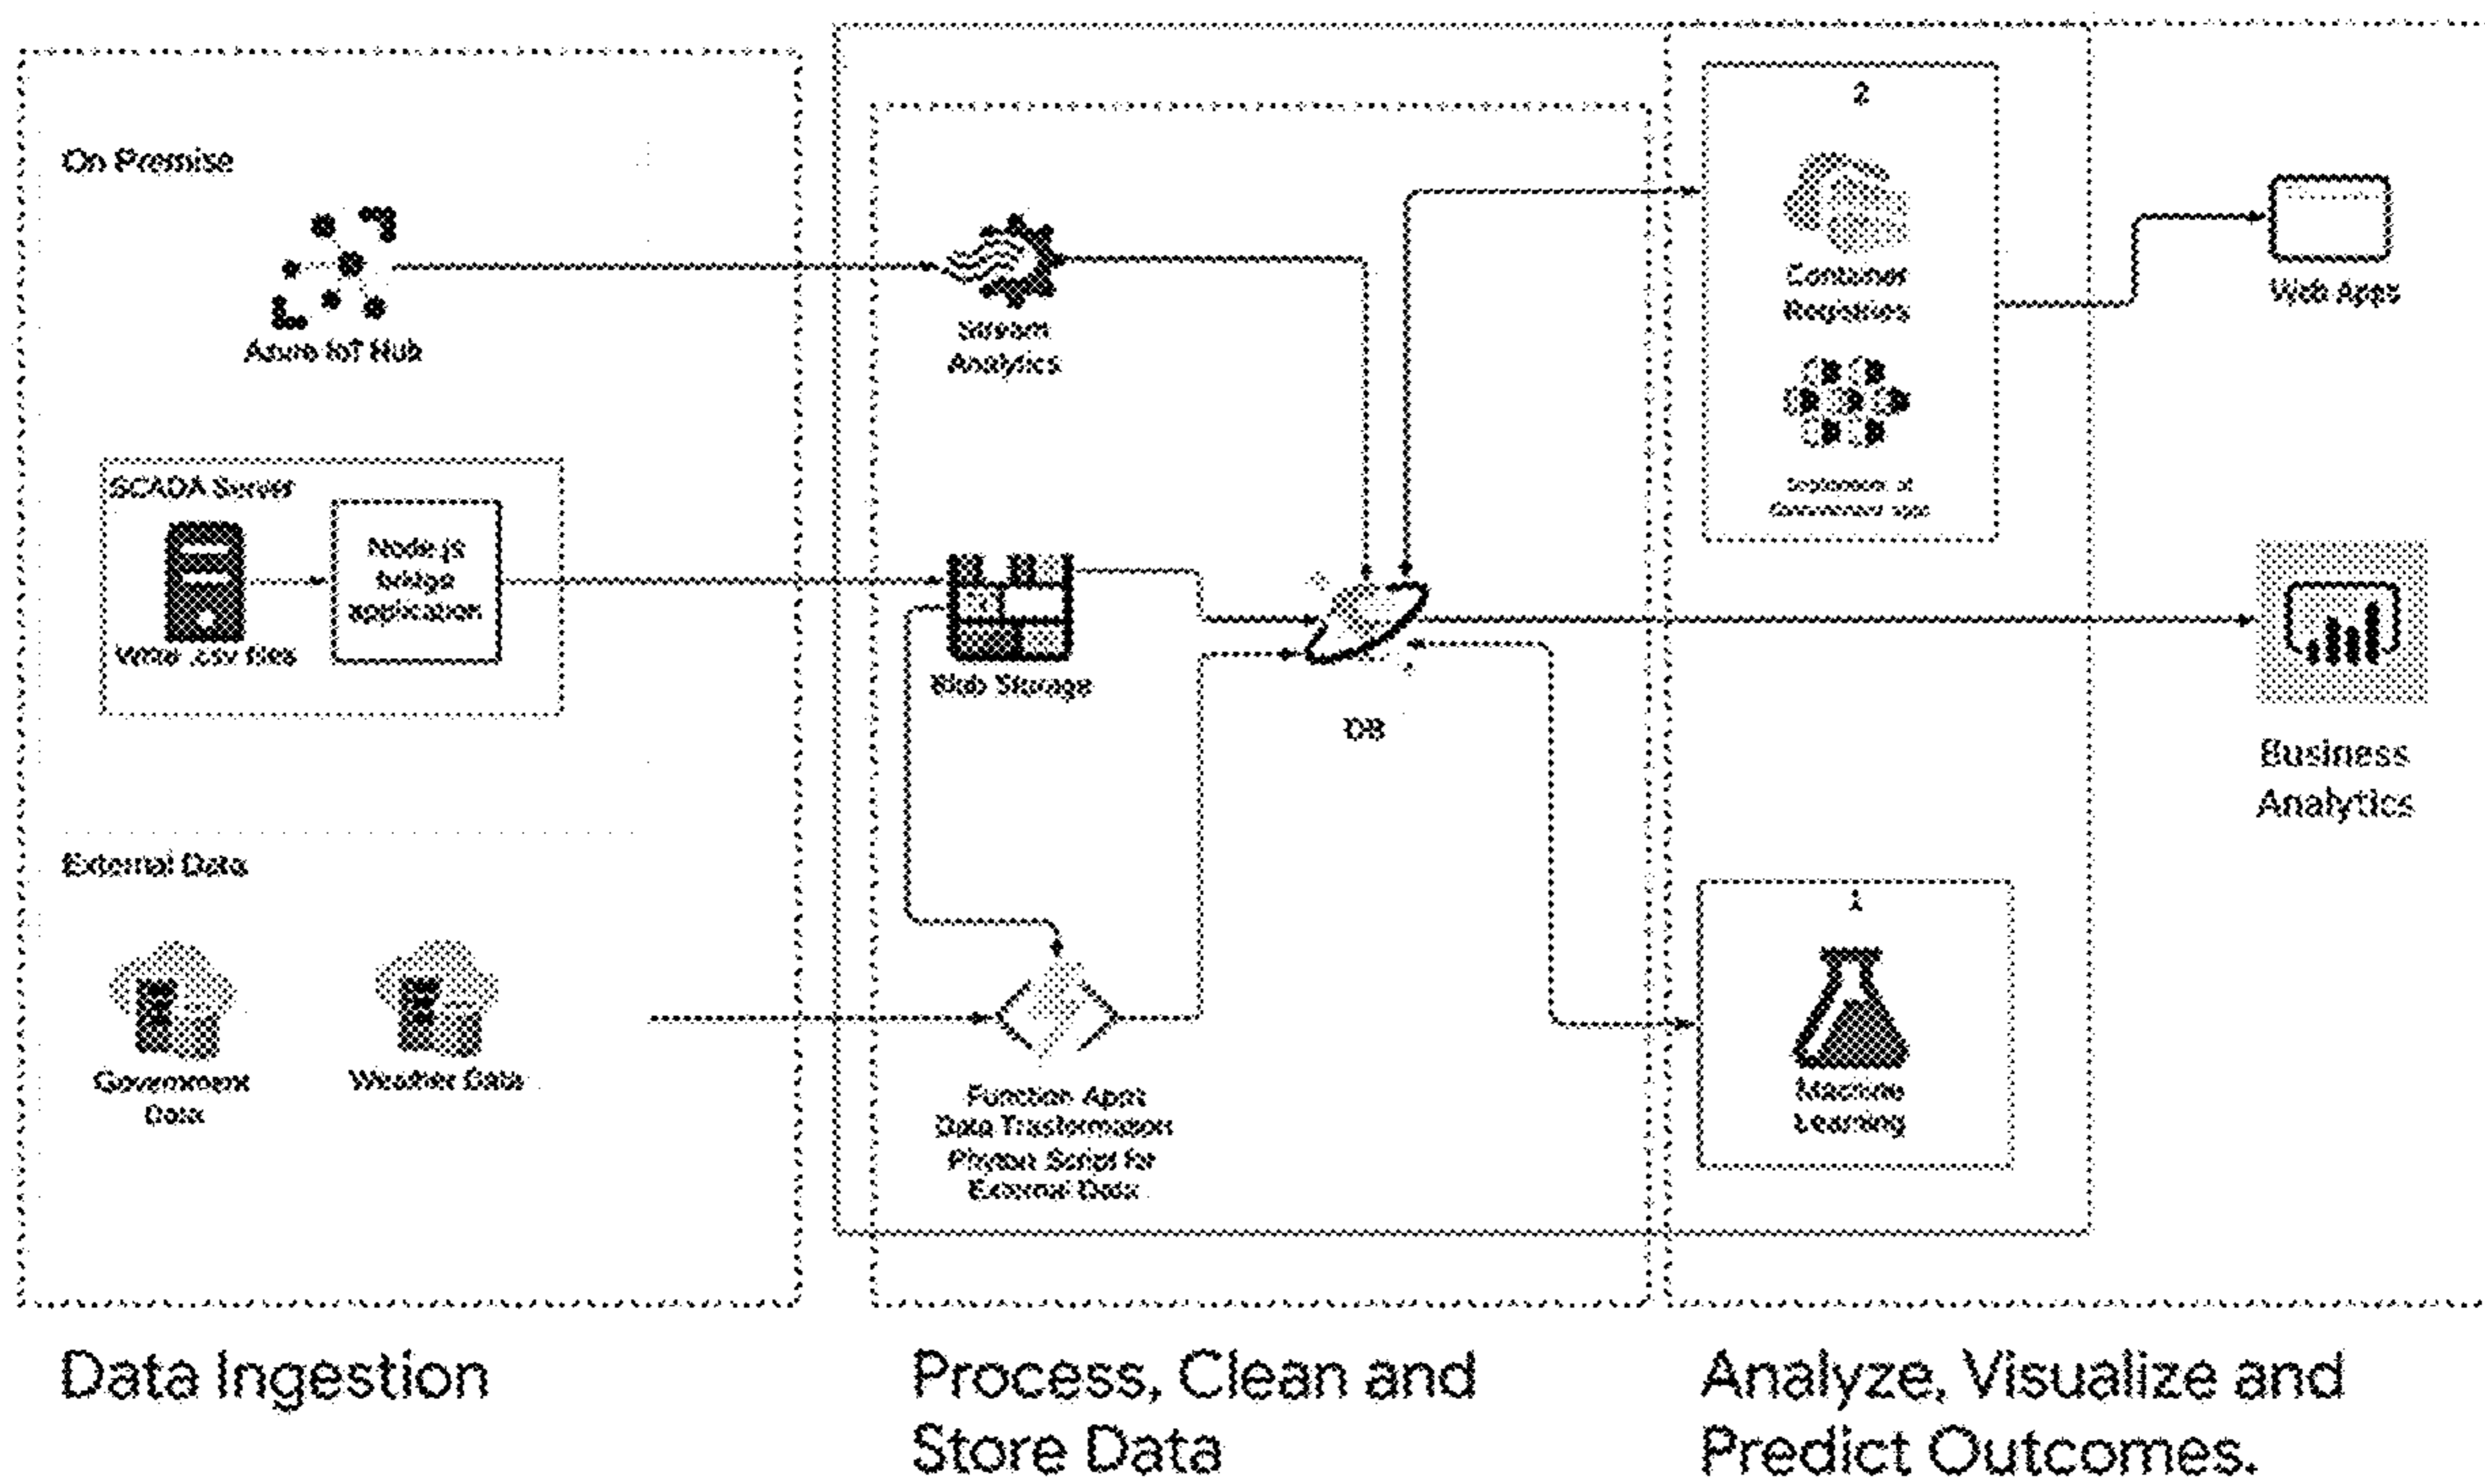 On Premise
Azure IoT Hub
SCADA Server
Node.js
bridge
application
Write .csv files
External Data
Government
Data
Weather Data
Data Ingestion
Stream
Analytics
Blob Storage
DB
Function Apps
Data Trasformation
Script for
External Data
Process, Clean and
Store Data
2
Container
Registries
Web Apps
Business
Analytics
1
Machine
Learning
Analyze, Visualize and
Predict Outcomes.